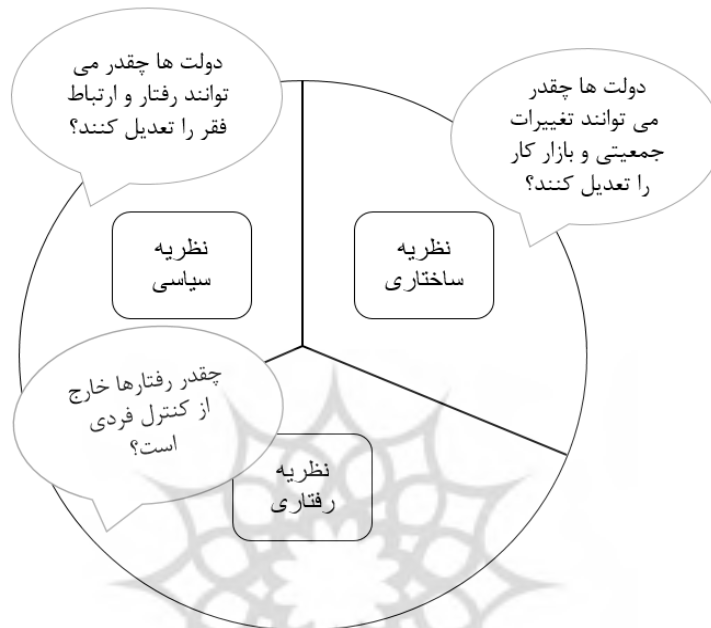 دولت ها چقدر
می توانند تغییرات
جمعیتی و بازار کار
را تعدیل کنند؟
نظریه
ساختاری
دولت ها چقدر می
توانند رفتار و ارتباط
فقر را تعدیل کنند؟
نظریه
سیاسی
چقدر رفتارها خارج
از کنترل فردی
است؟
نظریه
رفتاری